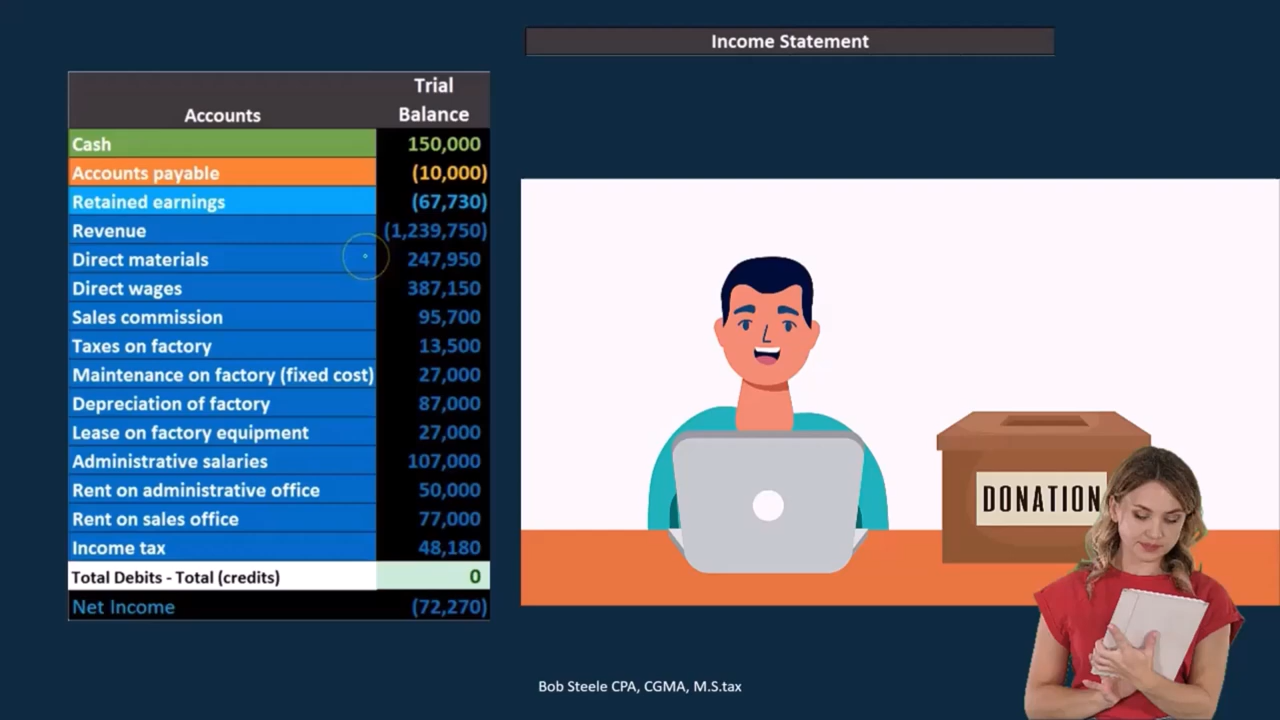 Income Statement
Trial
Accounts Balance
Cash 150,000
Accounts payable (10,000)
Retained earnings (67,730)
Revenue (1,239,750)
Direct materials 247,950
Direct wages 387,150
Sales commission 95,700
Taxes on factory 13,500
Maintenance on factory (fixed cost) 27,000
Depreciation of factory 87,000
Lease on factory equipment 27,000
Administrative salaries 107,000
Rent on administrative office 50,000
Rent on sales office 77,000
Income tax 48,180
Total Debits - Total (credits) 0
Net Income (72,270)
DONATION
Bob Steele CPA, CGMA, M.S.tax